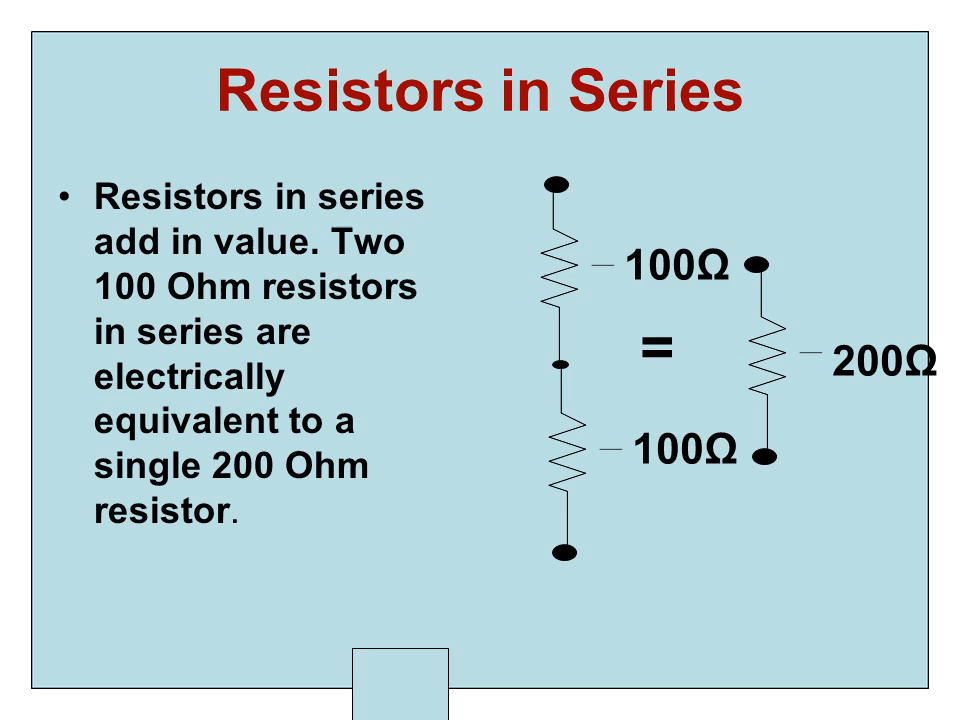 Resistors in Series
• Resistors in series
add in value. Two
100 Ohm resistors
in series are
electrically
equivalent to a
single 200 Ohm
resistor.
100Ω
=
200Ω
100Ω